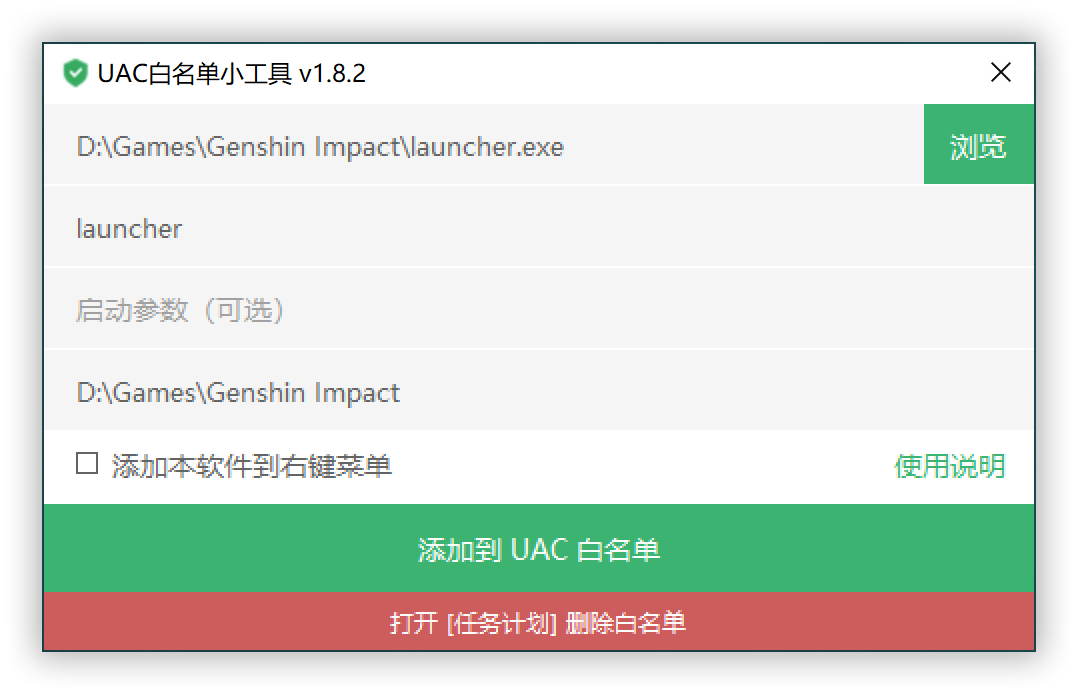 UAC白名单小工具 v1.8.2
D:\Games\Genshin Impact\launcher.exe
浏览
launcher
启动参数（可选）
D:\Games\Genshin Impact
添加本软件到右键菜单
使用说明
添加到 UAC 白名单
打开 [任务计划] 删除白名单